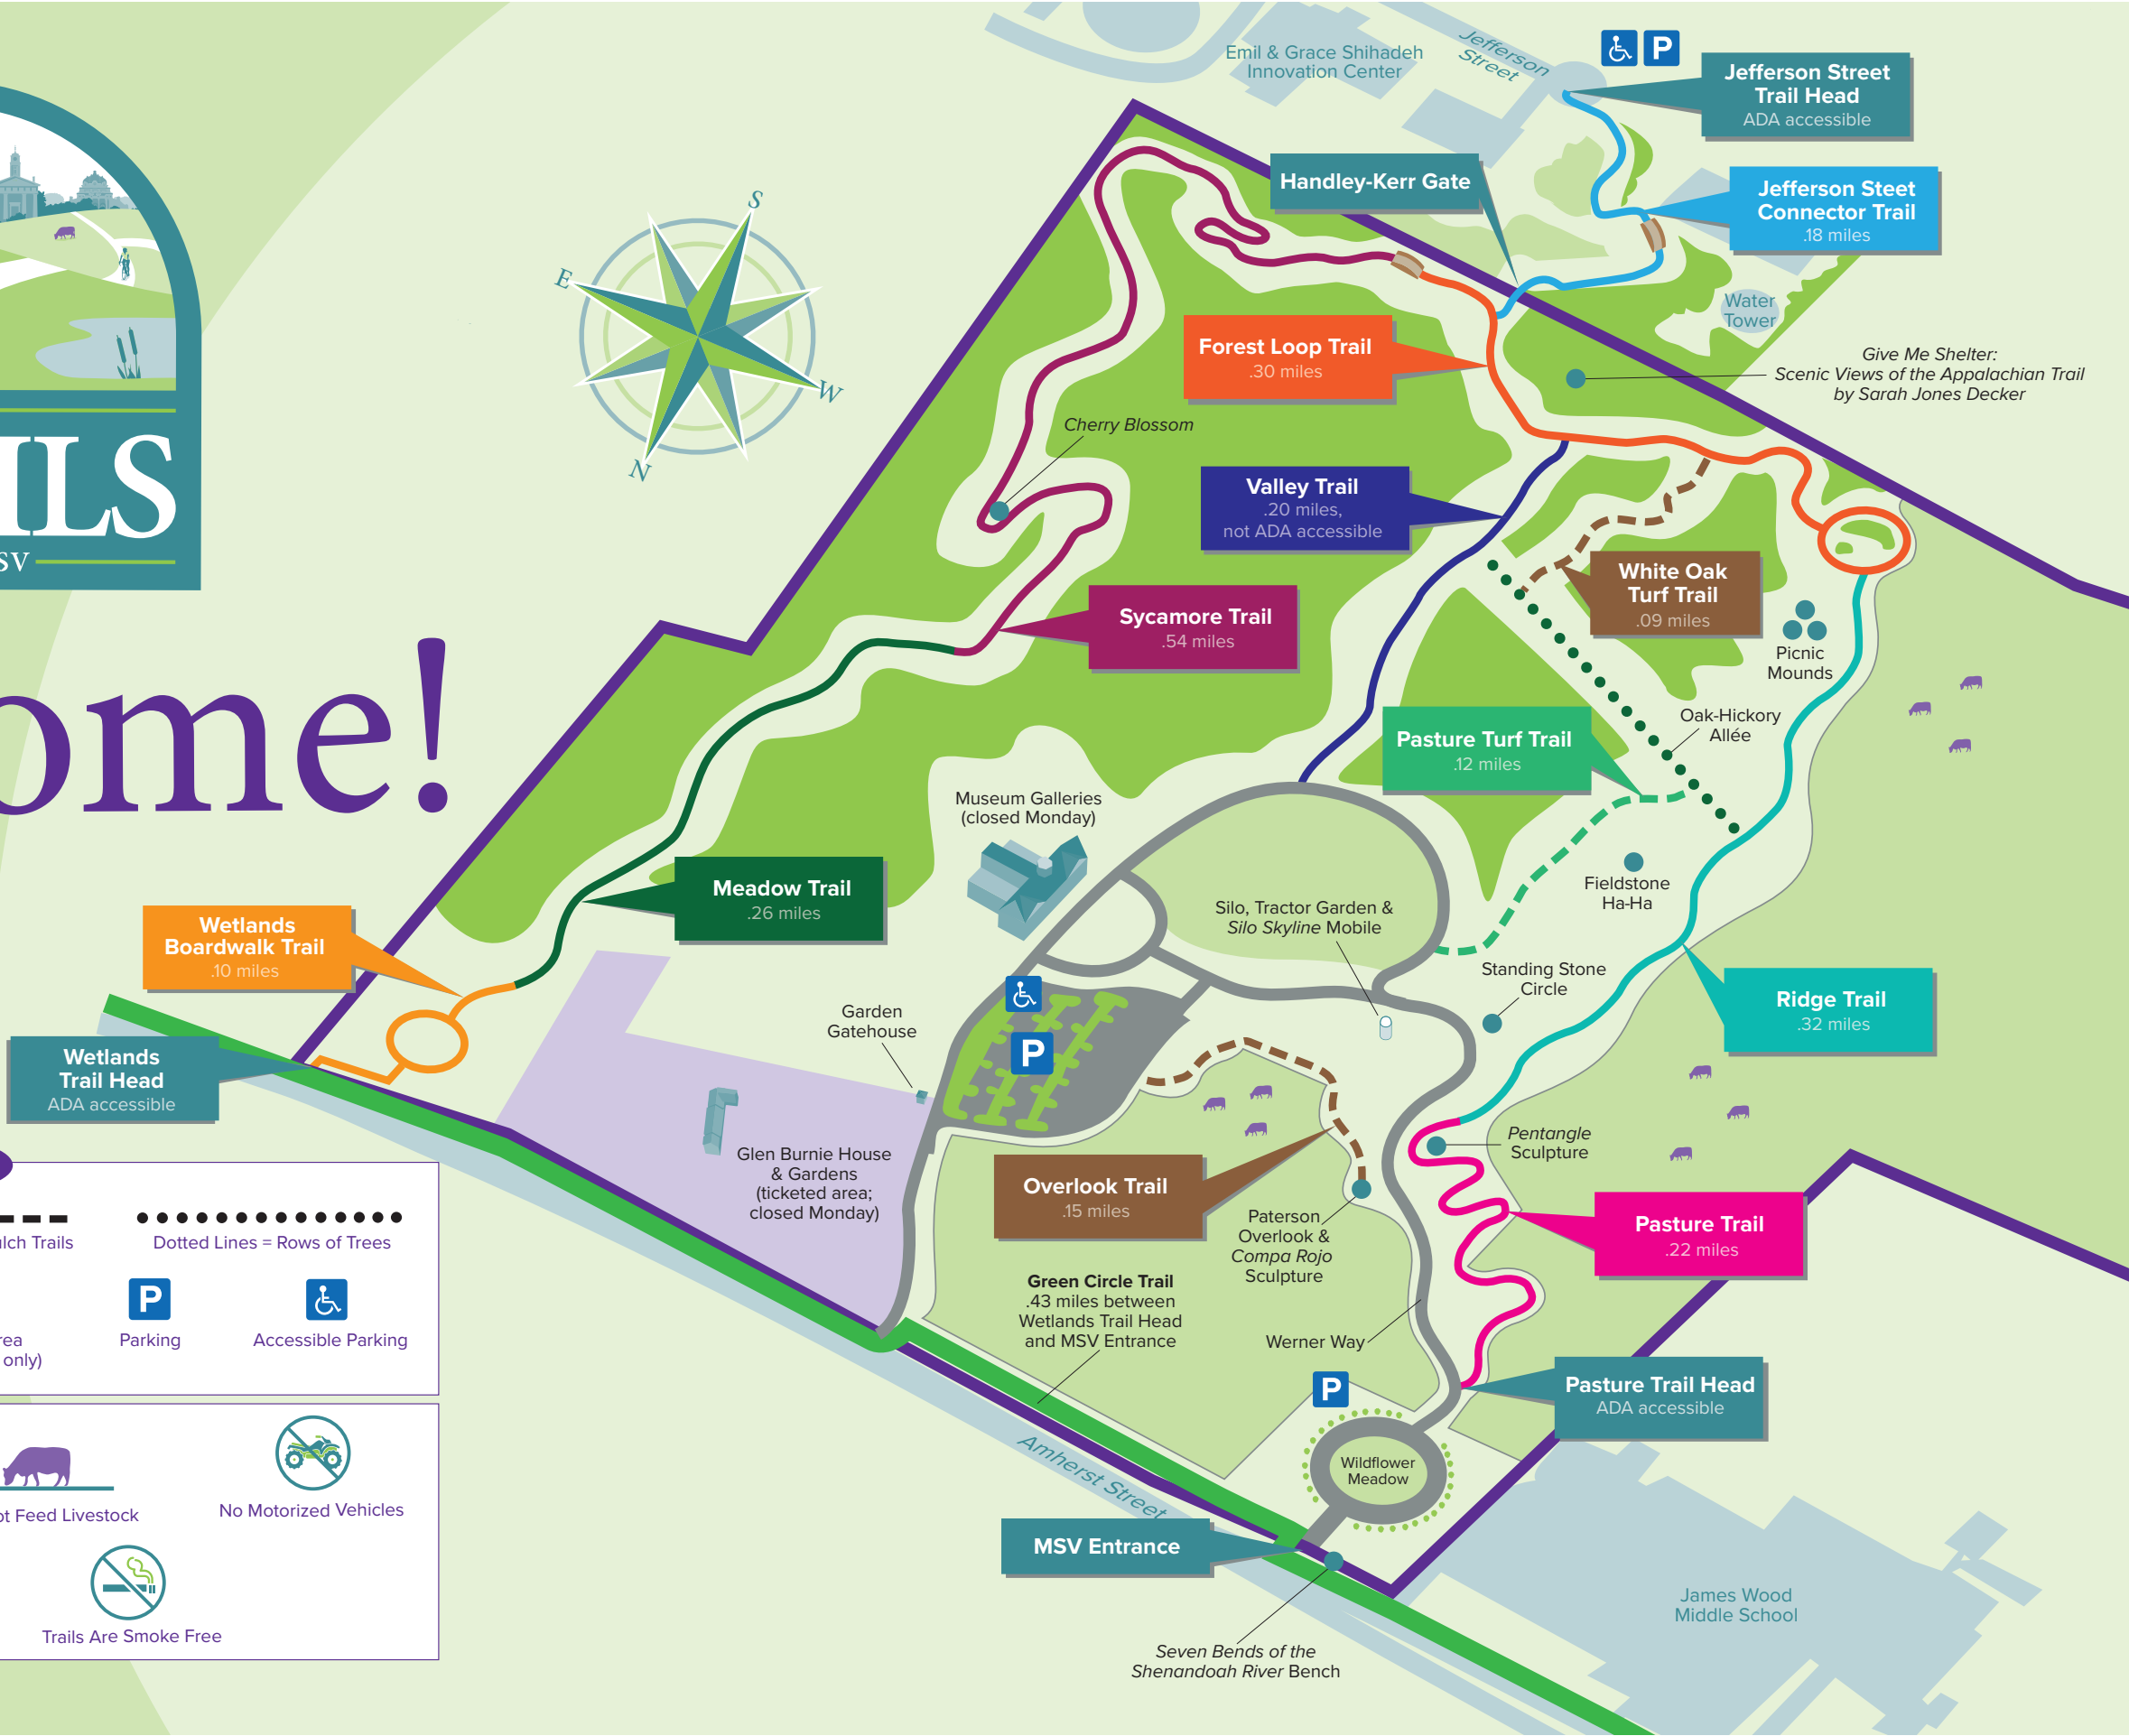 ILS
SV
ome!
S
E
W
N
Emil & Grace Shihadeh
Innovation Center
Jefferson
Street
P
Jefferson Street
Trail Head
ADA accessible
Handley-Kerr Gate
Jefferson Steet
Connector Trail
.18 miles
Water
Tower
Forest Loop Trail
.30 miles
Give Me Shelter:
Scenic Views of the Appalachian Trail
by Sarah Jones Decker
Cherry Blossom
Valley Trail
.20 miles,
not ADA accessible
White Oak
Turf Trail
.09 miles
Sycamore Trail
.54 miles
Picnic
Mounds
Oak-Hickory
Allée
Pasture Turf Trail
.12 miles
Museum Galleries
(closed Monday)
Meadow Trail
.26 miles
Fieldstone
Ha-Ha
Silo, Tractor Garden &
Silo Skyline Mobile
Wetlands
Boardwalk Trail
.10 miles
Standing Stone
Circle
Ridge Trail
.32 miles
Garden
Gatehouse
P
Wetlands
Trail Head
ADA accessible
Glen Burnie House
& Gardens
(ticketed area;
closed Monday)
Pentangle
Sculpture
Overlook Trail
.15 miles
Paterson
Overlook &
Compa Rojo
Sculpture
Pasture Trail
.22 miles
Green Circle Trail
.43 miles between
Wetlands Trail Head
and MSV Entrance
Werner Way
P
Pasture Trail Head
ADA accessible
Wildflower
Meadow
Amherst Street
MSV Entrance
James Wood
Middle School
Seven Bends of the
Shenandoah River Bench
ulch Trails
Dotted Lines = Rows of Trees
P
rea
only)
Parking
Accessible Parking
ot Feed Livestock
No Motorized Vehicles
Trails Are Smoke Free